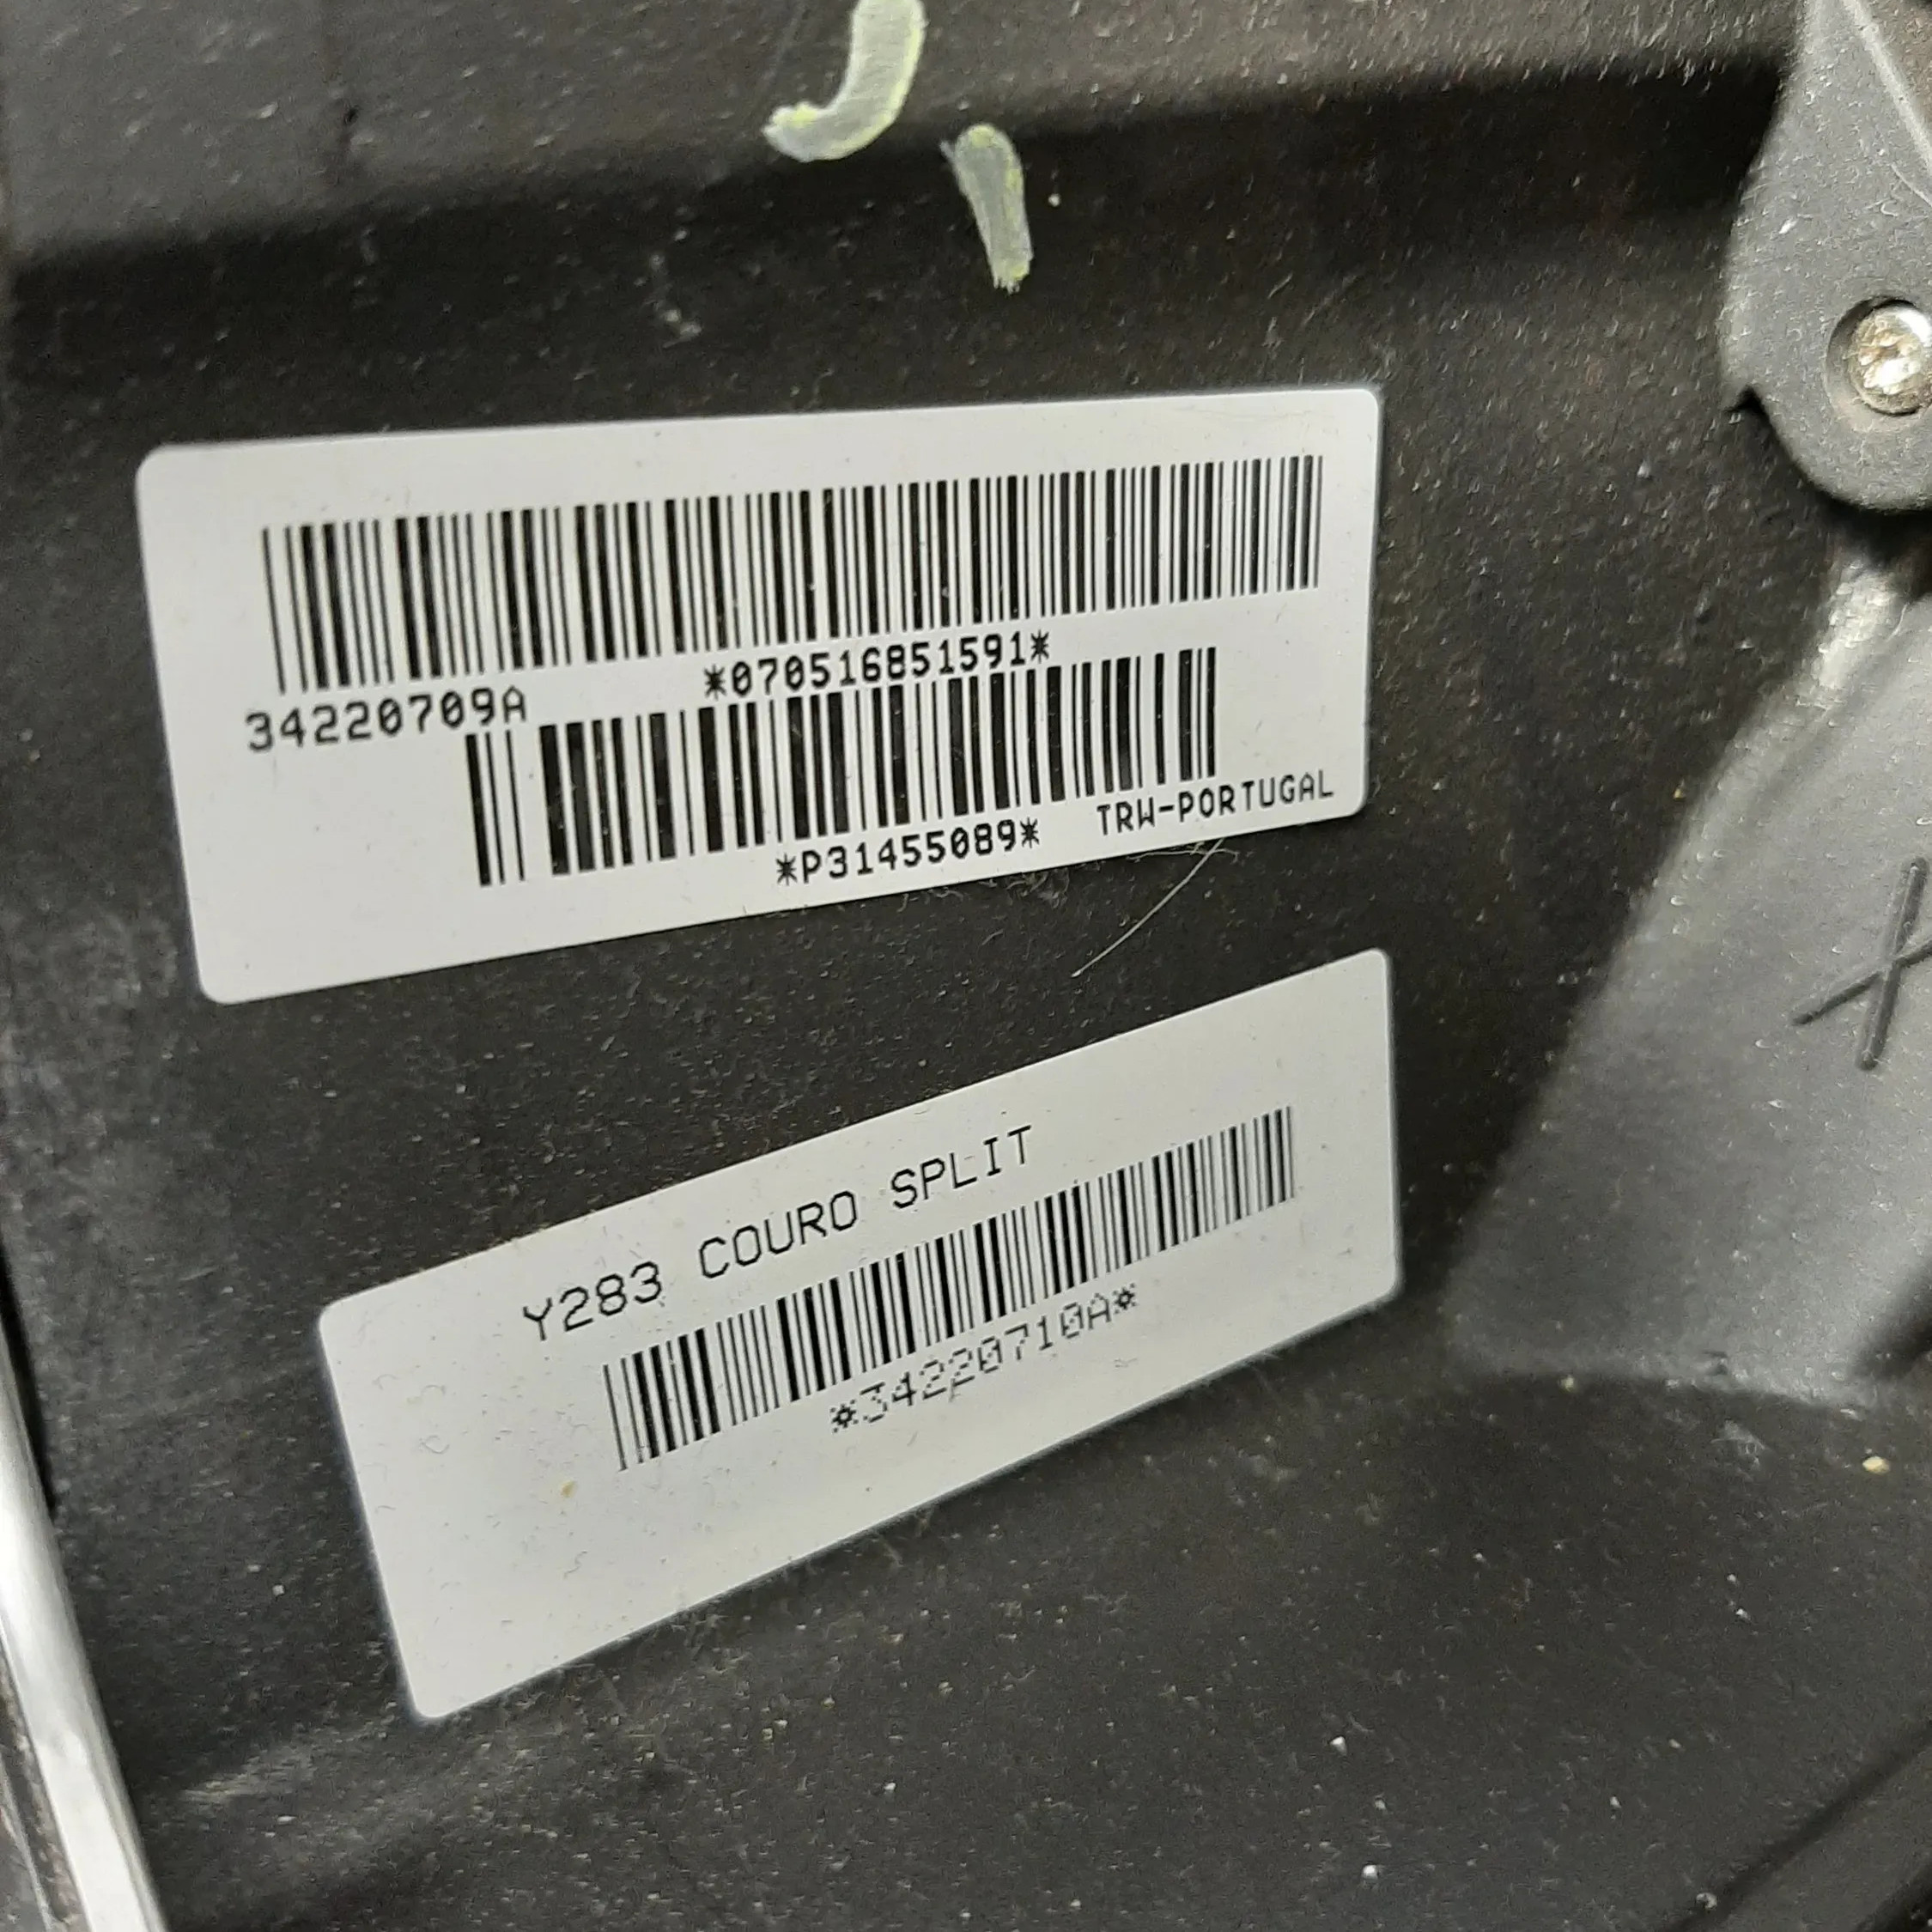 *070516851591*
34220709A
*P31455089*
TRW-PORTUGAL
Y283 COURO SPLIT
*34220710A*